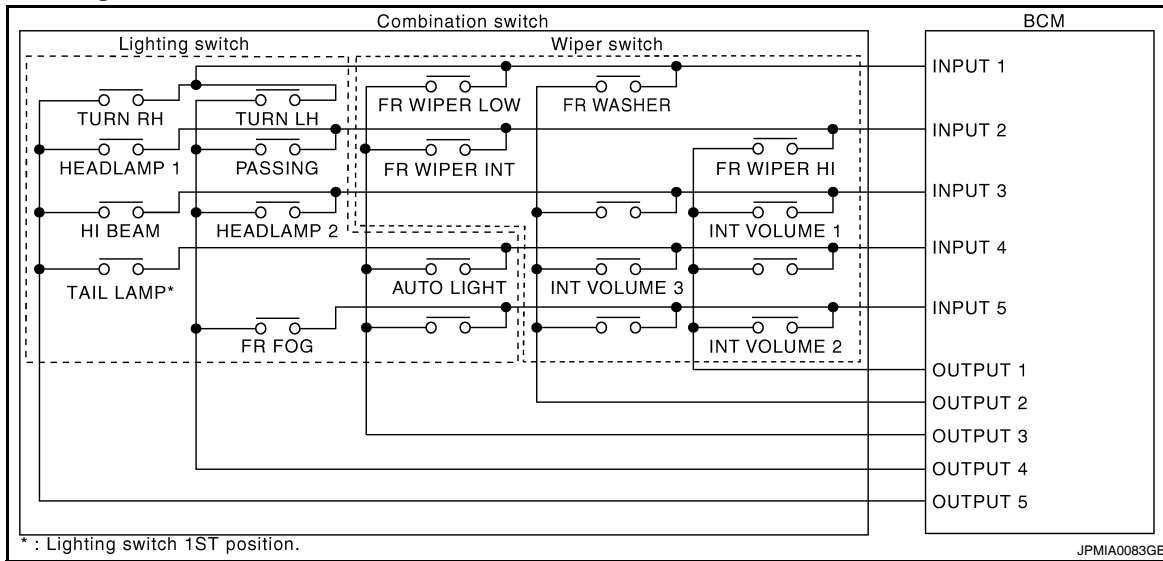 Combination switch BCM
Lighting switch Wiper switch
INPUT 1
TURN RH TURN LH FR WIPER LOW FR WASHER
INPUT 2
HEADLAMP 1 PASSING FR WIPER INT FR WIPER HI
INPUT 3
HI BEAM HEADLAMP 2 INT VOLUME 1
INPUT 4
TAIL LAMP* AUTO LIGHT INT VOLUME 3
INPUT 5
FR FOG INT VOLUME 2
OUTPUT 1
OUTPUT 2
OUTPUT 3
OUTPUT 4
OUTPUT 5
* : Lighting switch 1ST position.
JPMIA0083GB